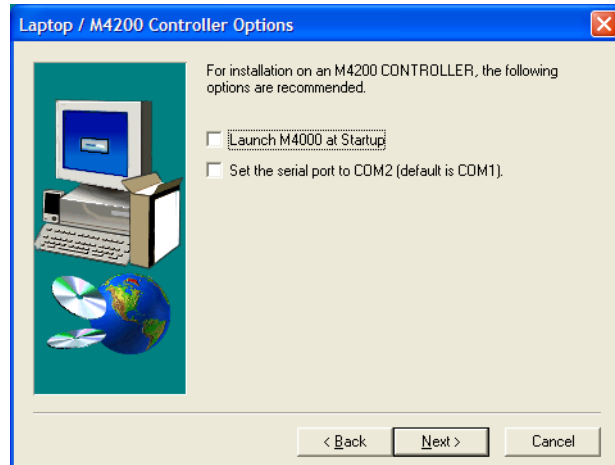 Laptop / M4200 Controller Options
For installation on an M4200 CONTROLLER, the following
options are recommended.
Launch M4000 at Startup
Set the serial port to COM2 (default is COM1).
< Back
Next >
Cancel